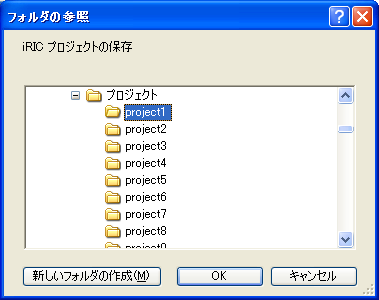 フォルダの参照
iRIC プロジェクトの保存
プロジェクト
project1
project2
project3
project4
project5
project6
project7
project8
新しいフォルダの作成(M)
OK
キャンセル